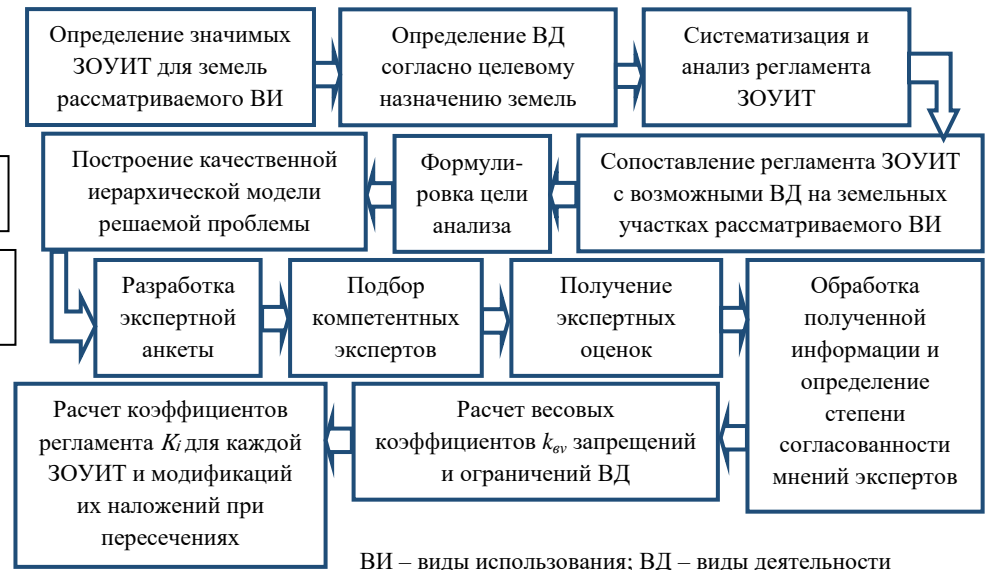 Определение значимых
ЗОУИТ для земель
рассматриваемого ВИ
Определение ВД
согласно целевому
назначению земель
Систематизация и
анализ регламента
ЗОУИТ
Сопоставление регламента ЗОУИТ
с возможными ВД на земельных
участках рассматриваемого ВИ
Формули-
ровка цели
анализа
Построение качественной
иерархической модели
решаемой проблемы
Разработка
экспертной
анкеты
Подбор
компетентных
экспертов
Получение
экспертных
оценок
Обработка
полученной
информации и
определение
степени
согласованности
мнений экспертов
Расчет весовых
коэффициентов kвν запрещений
и ограничений ВД
Расчет коэффициентов
регламента Ki для каждой
ЗОУИТ и модификаций
их наложений при
пересечениях
ВИ – виды использования; ВД – виды деятельности